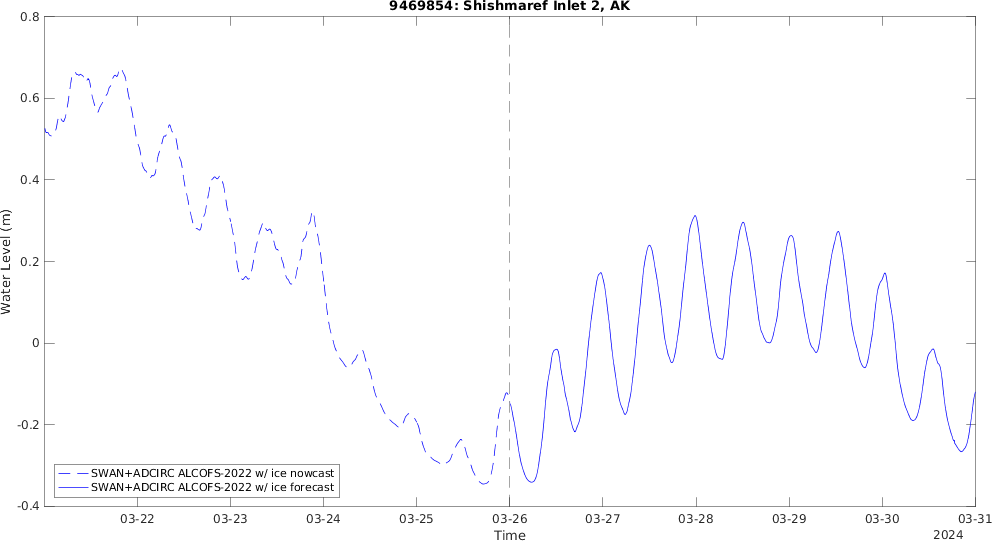 9469854: Shishmaref Inlet 2, AK
Water Level (m)
0.8
0.6
0.4
0.2
0
-0.2
-0.4
SWAN+ADCIRC ALCOFS-2022 w/ ice nowcast
SWAN+ADCIRC ALCOFS-2022 w/ ice forecast
03-22 03-23 03-24 03-25 03-26 03-27 03-28 03-29 03-30 03-31
Time
2024